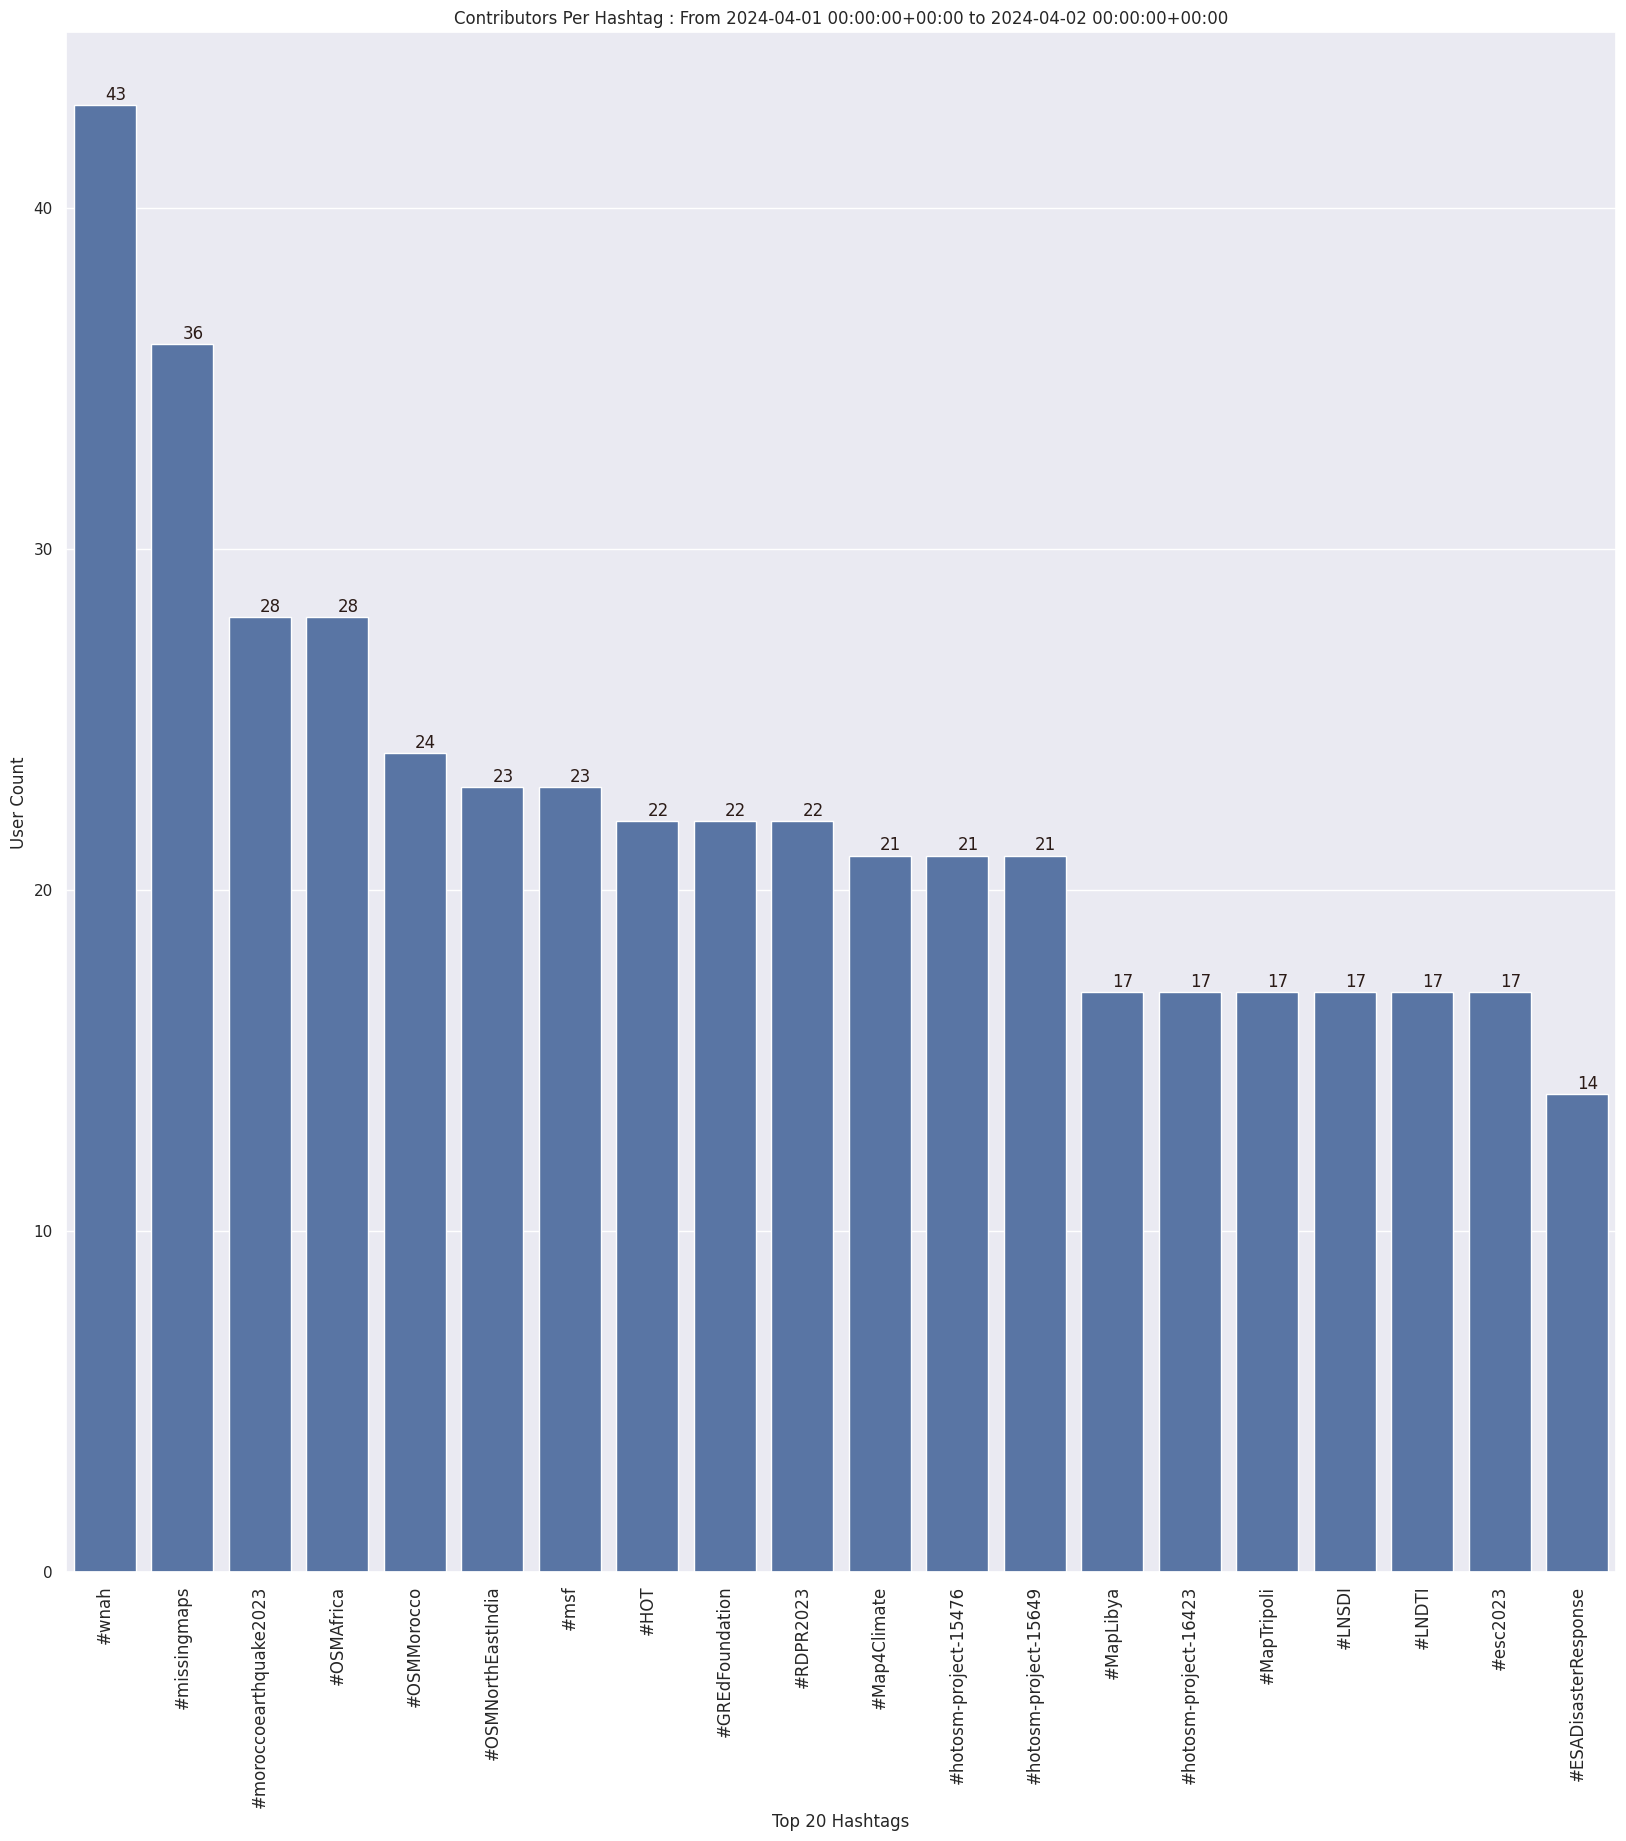 Contributors Per Hashtag : From 2024-04-01 00:00:00+00:00 to 2024-04-02 00:00:00+00:00
User Count
40
30
20
10
0
43
36
28
28
24
23
23
22
22
22
21
21
21
17
17
17
17
17
17
14
#wnah
#missingmaps
#moroccoearthquake2023
#OSMAfrica
#OSMMorocco
#OSMNorthEastIndia
#msf
#HOT
#GREdFoundation
#RDPR2023
#Map4Climate
#hotosm-project-15476
#hotosm-project-15649
#MapLibya
#hotosm-project-16423
#MapTripoli
#LNSDI
#LNDTI
#esc2023
#ESADisasterResponse
Top 20 Hashtags